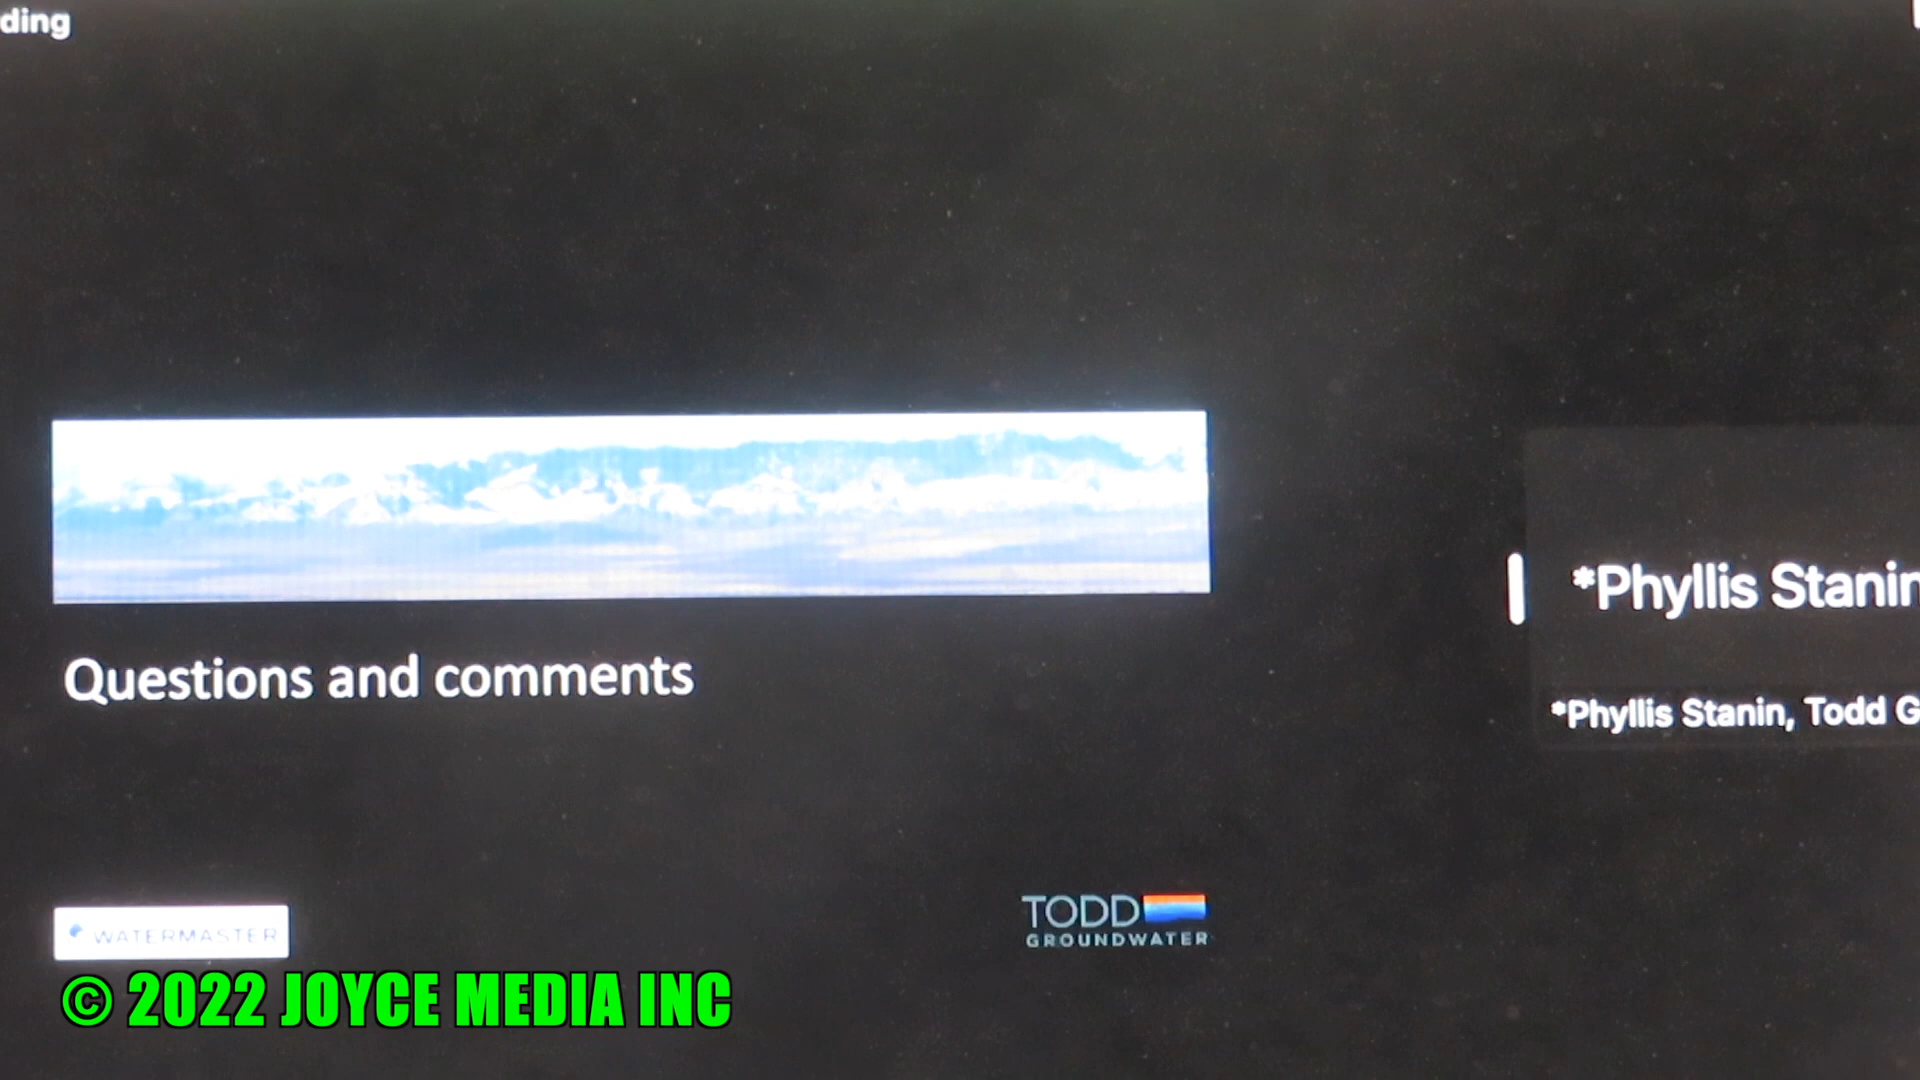 ding
*Phyllis Stanin
*Phyllis Stanin, Todd G
Questions and comments
WATERMASTER
TODD
GROUNDWATER
© 2022 JOYCE MEDIA INC